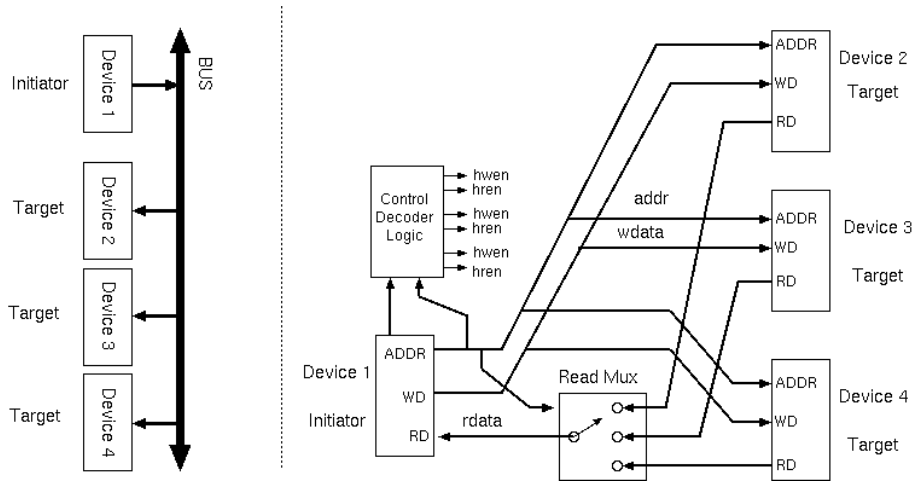 Initiator
Device 1
BUS
Target
Device 2
Target
Device 3
Target
Device 4
Control
Decoder
Logic
hwen
hren
hwen
hren
hwen
hren
ADDR
WD
RD
Device 2
Target
addr
wdata
ADDR
WD
RD
Device 3
Target
Device 1
Initiator
ADDR
WD
RD
rdata
Read Mux
ADDR
WD
RD
Device 4
Target